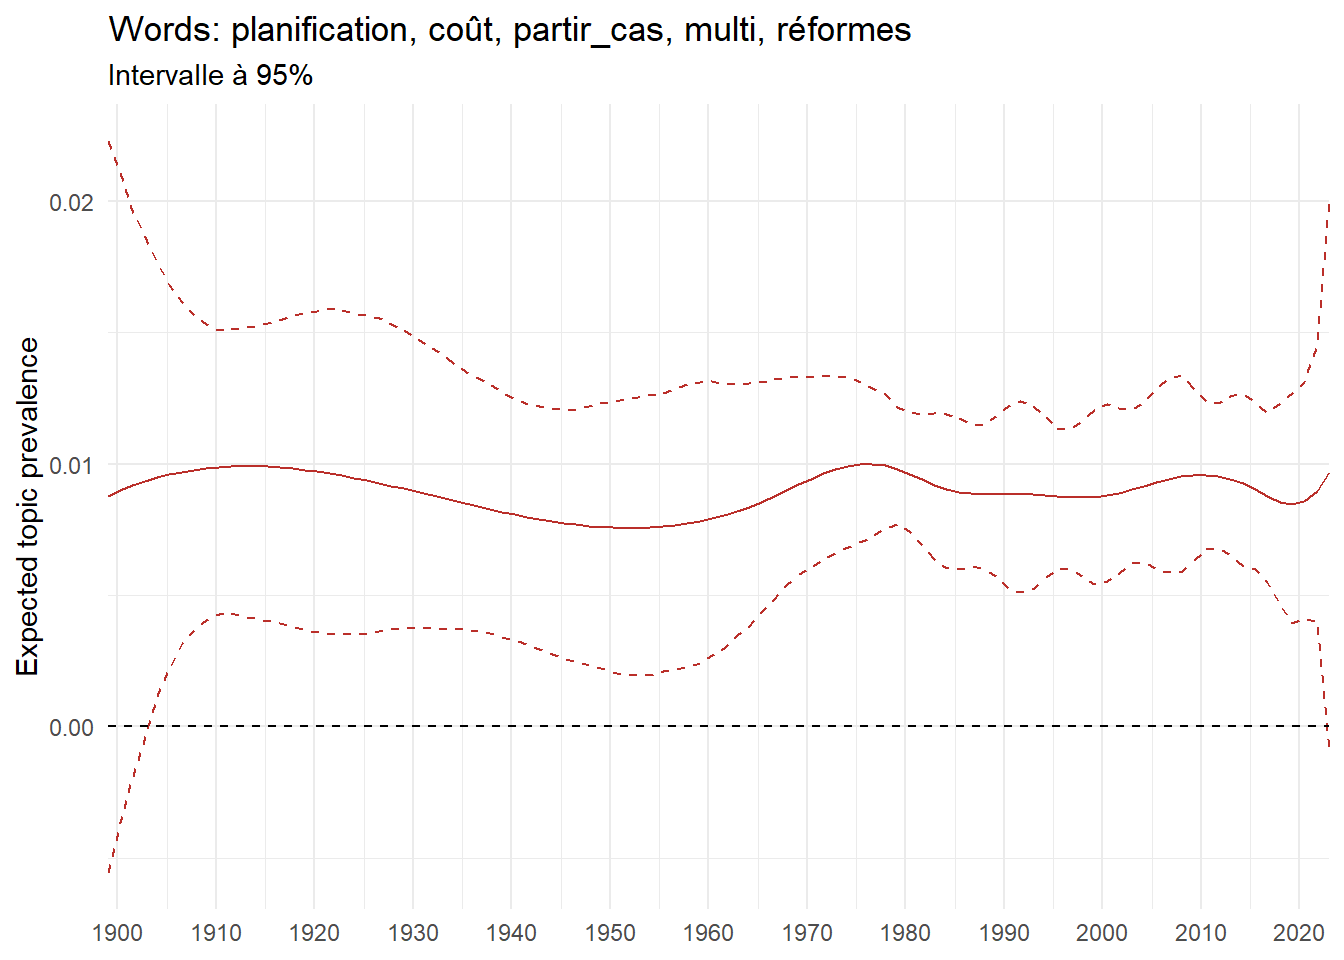 Words: planification, coût, partir_cas, multi, réformes
Intervalle à 95%
Expected topic prevalence
0.02
0.01
0.00
1900 1910 1920 1930 1940 1950 1960 1970 1980 1990 2000 2010 2020